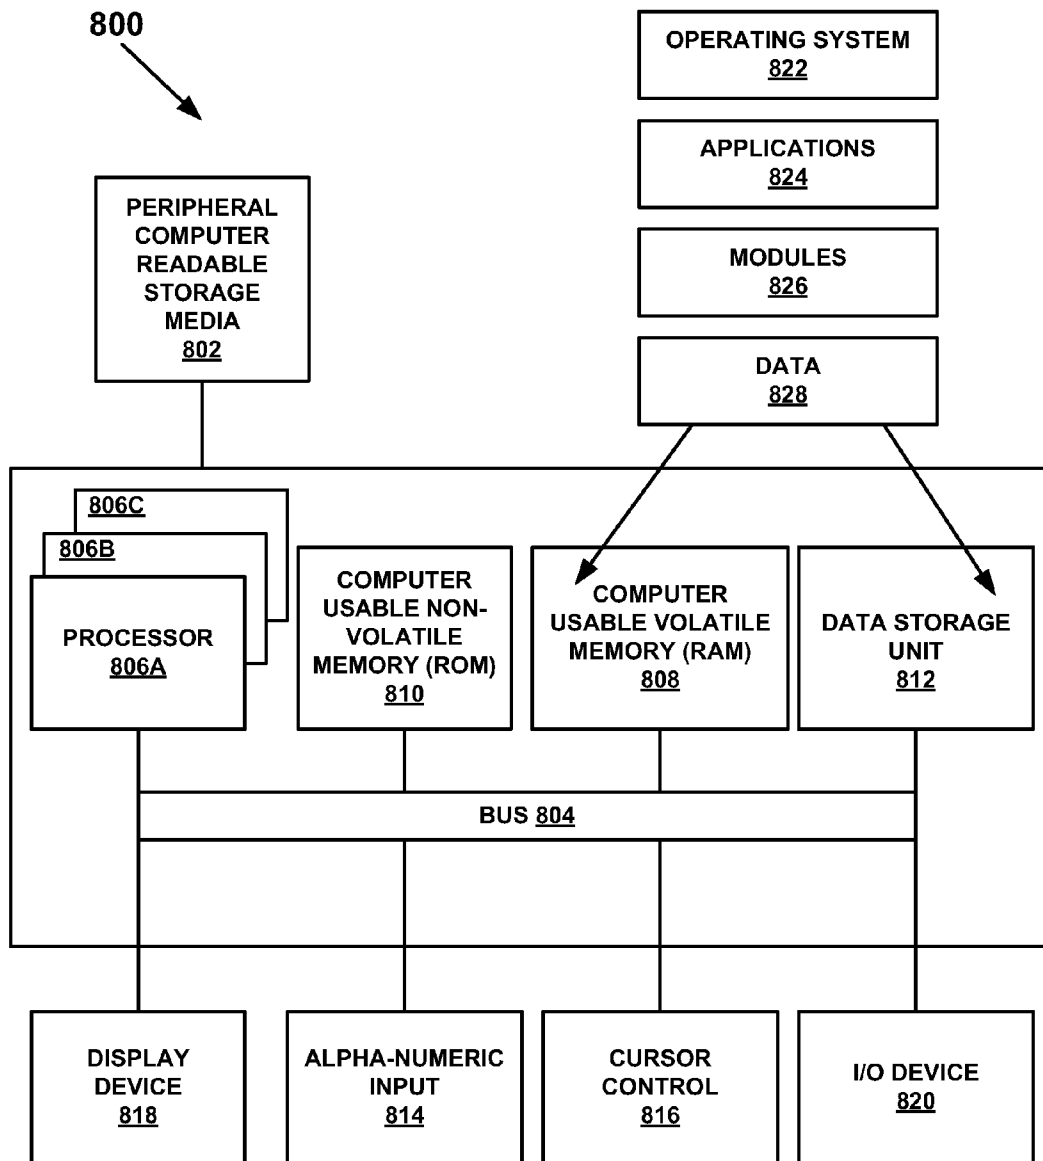 800
OPERATING SYSTEM
822
APPLICATIONS
824
MODULES
826
DATA
828
PERIPHERAL
COMPUTER
READABLE
STORAGE
MEDIA
802
806C
806B
PROCESSOR
806A
COMPUTER
USABLE NON-
VOLATILE
MEMORY (ROM)
810
COMPUTER
USABLE VOLATILE
MEMORY (RAM)
808
DATA STORAGE
UNIT
812
BUS 804
DISPLAY
DEVICE
818
ALPHA-NUMERIC
INPUT
814
CURSOR
CONTROL
816
I/O DEVICE
820